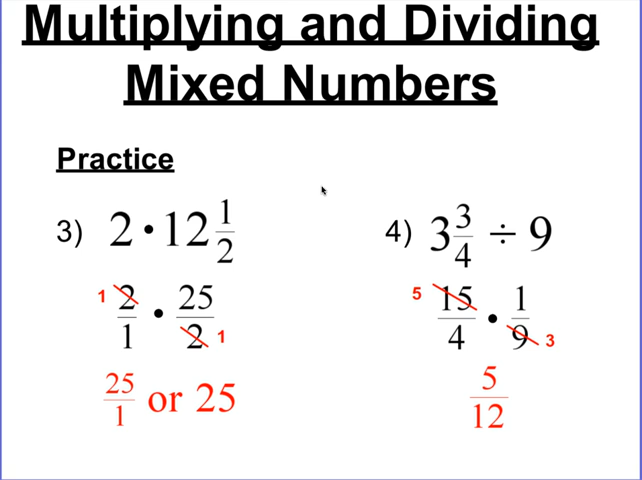 Multiplying and Dividing
Mixed Numbers
Practice
3) 2 • 12 1/2
1 2/1 • 25/2 1
25/1 or 25
4) 3 3/4 ÷ 9
5 15/4 • 1/9 3
5/12